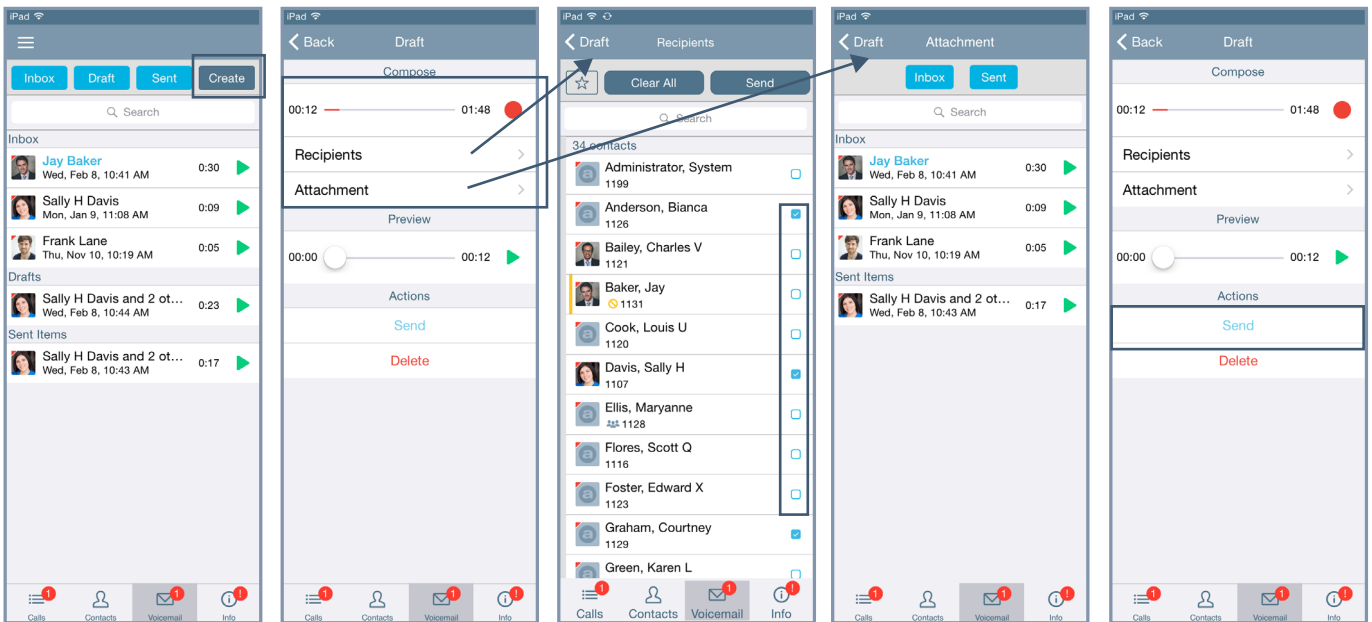 iPad
Inbox Draft Sent Create
Search
Inbox
Jay Baker
Wed, Feb 8, 10:41 AM 0:30
Sally H Davis
Mon, Jan 9, 11:08 AM 0:09
Frank Lane
Thu, Nov 10, 10:19 AM 0:05
Drafts
Sally H Davis and 2 ot...
Wed, Feb 8, 10:44 AM 0:23
Sent Items
Sally H Davis and 2 ot...
Wed, Feb 8, 10:43 AM 0:17
1 1 !
Calls Contacts Voicemail Info
iPad
Back Draft
Compose
00:12 01:48
Recipients
Attachment
Preview
00:00 00:12
Actions
Send
Delete
1 1 !
Calls Contacts Voicemail Info
iPad
Draft Recipients
Clear All Send
Search
34 contacts
Administrator, System
1199
Anderson, Bianca
1126
Bailey, Charles V
1121
Baker, Jay
1131
Cook, Louis U
1120
Davis, Sally H
1107
Ellis, Maryanne
1128
Flores, Scott Q
1116
Foster, Edward X
1123
Graham, Courtney
1129
Green, Karen L
1 1 !
Calls Contacts Voicemail Info
iPad
Draft Attachment
Inbox Sent
Search
Inbox
Jay Baker
Wed, Feb 8, 10:41 AM 0:30
Sally H Davis
Mon, Jan 9, 11:08 AM 0:09
Frank Lane
Thu, Nov 10, 10:19 AM 0:05
Sent Items
Sally H Davis and 2 ot...
Wed, Feb 8, 10:43 AM 0:17
1 1 !
Calls Contacts Voicemail Info
iPad
Back Draft
Compose
00:12 01:48
Recipients
Attachment
Preview
00:00 00:12
Actions
Send
Delete
1 1 !
Calls Contacts Voicemail Info